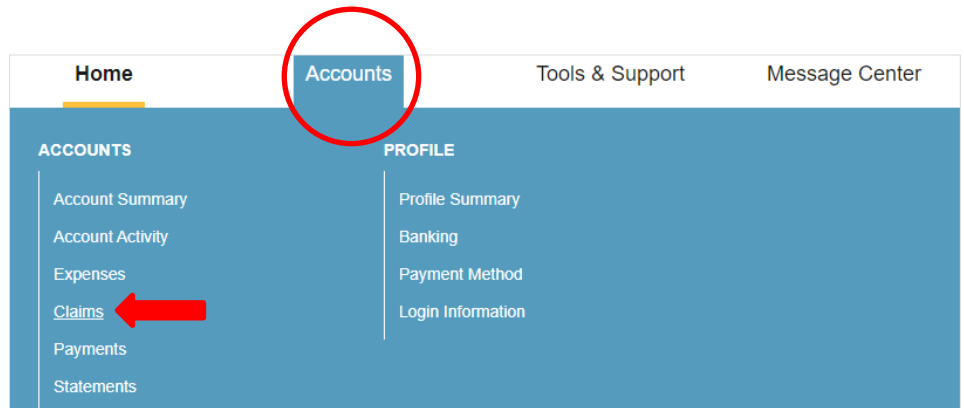 Home Accounts Tools & Support Message Center
ACCOUNTS
Account Summary
Account Activity
Expenses
Claims
Payments
Statements
PROFILE
Profile Summary
Banking
Payment Method
Login Information